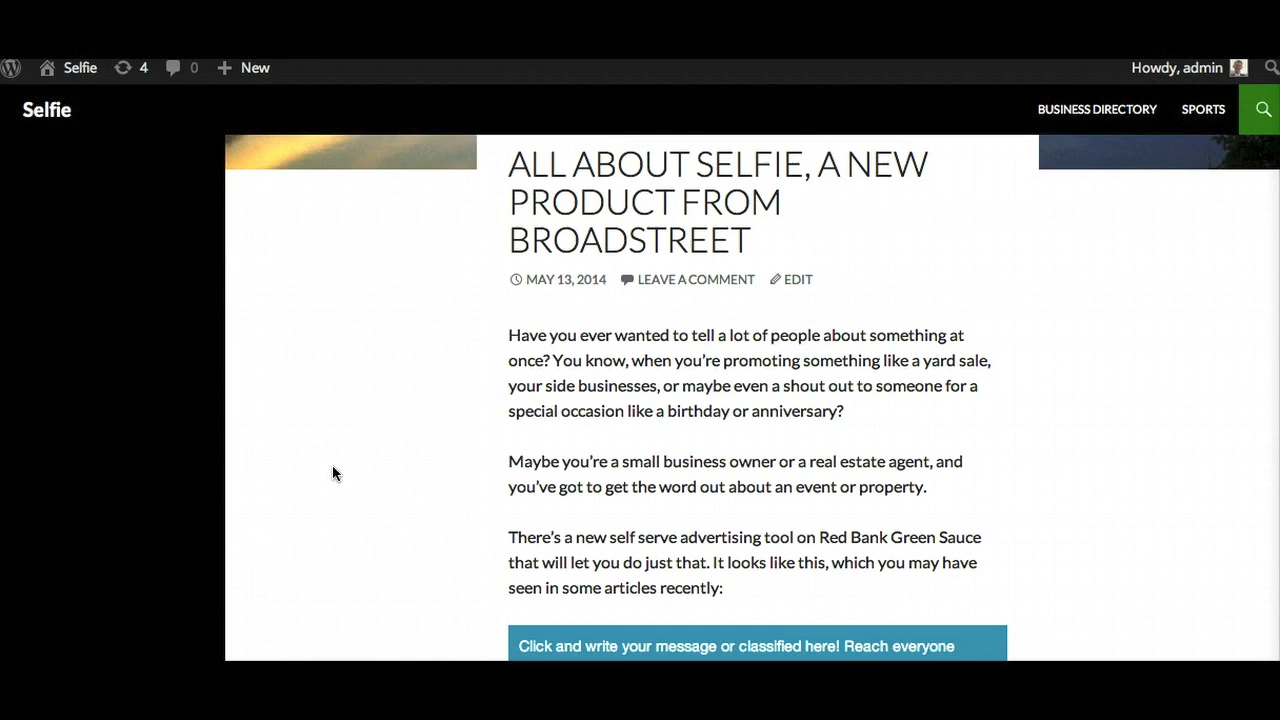 Selfie 4 0 New Howdy, admin
Selfie BUSINESS DIRECTORY SPORTS
ALL ABOUT SELFIE, A NEW
PRODUCT FROM
BROADSTREET
MAY 13, 2014 LEAVE A COMMENT EDIT
Have you ever wanted to tell a lot of people about something at
once? You know, when you're promoting something like a yard sale,
your side businesses, or maybe even a shout out to someone for a
special occasion like a birthday or anniversary?
Maybe you're a small business owner or a real estate agent, and
you've got to get the word out about an event or property.
There's a new self serve advertising tool on Red Bank Green Sauce
that will let you do just that. It looks like this, which you may have
seen in some articles recently:
Click and write your message or classified here! Reach everyone